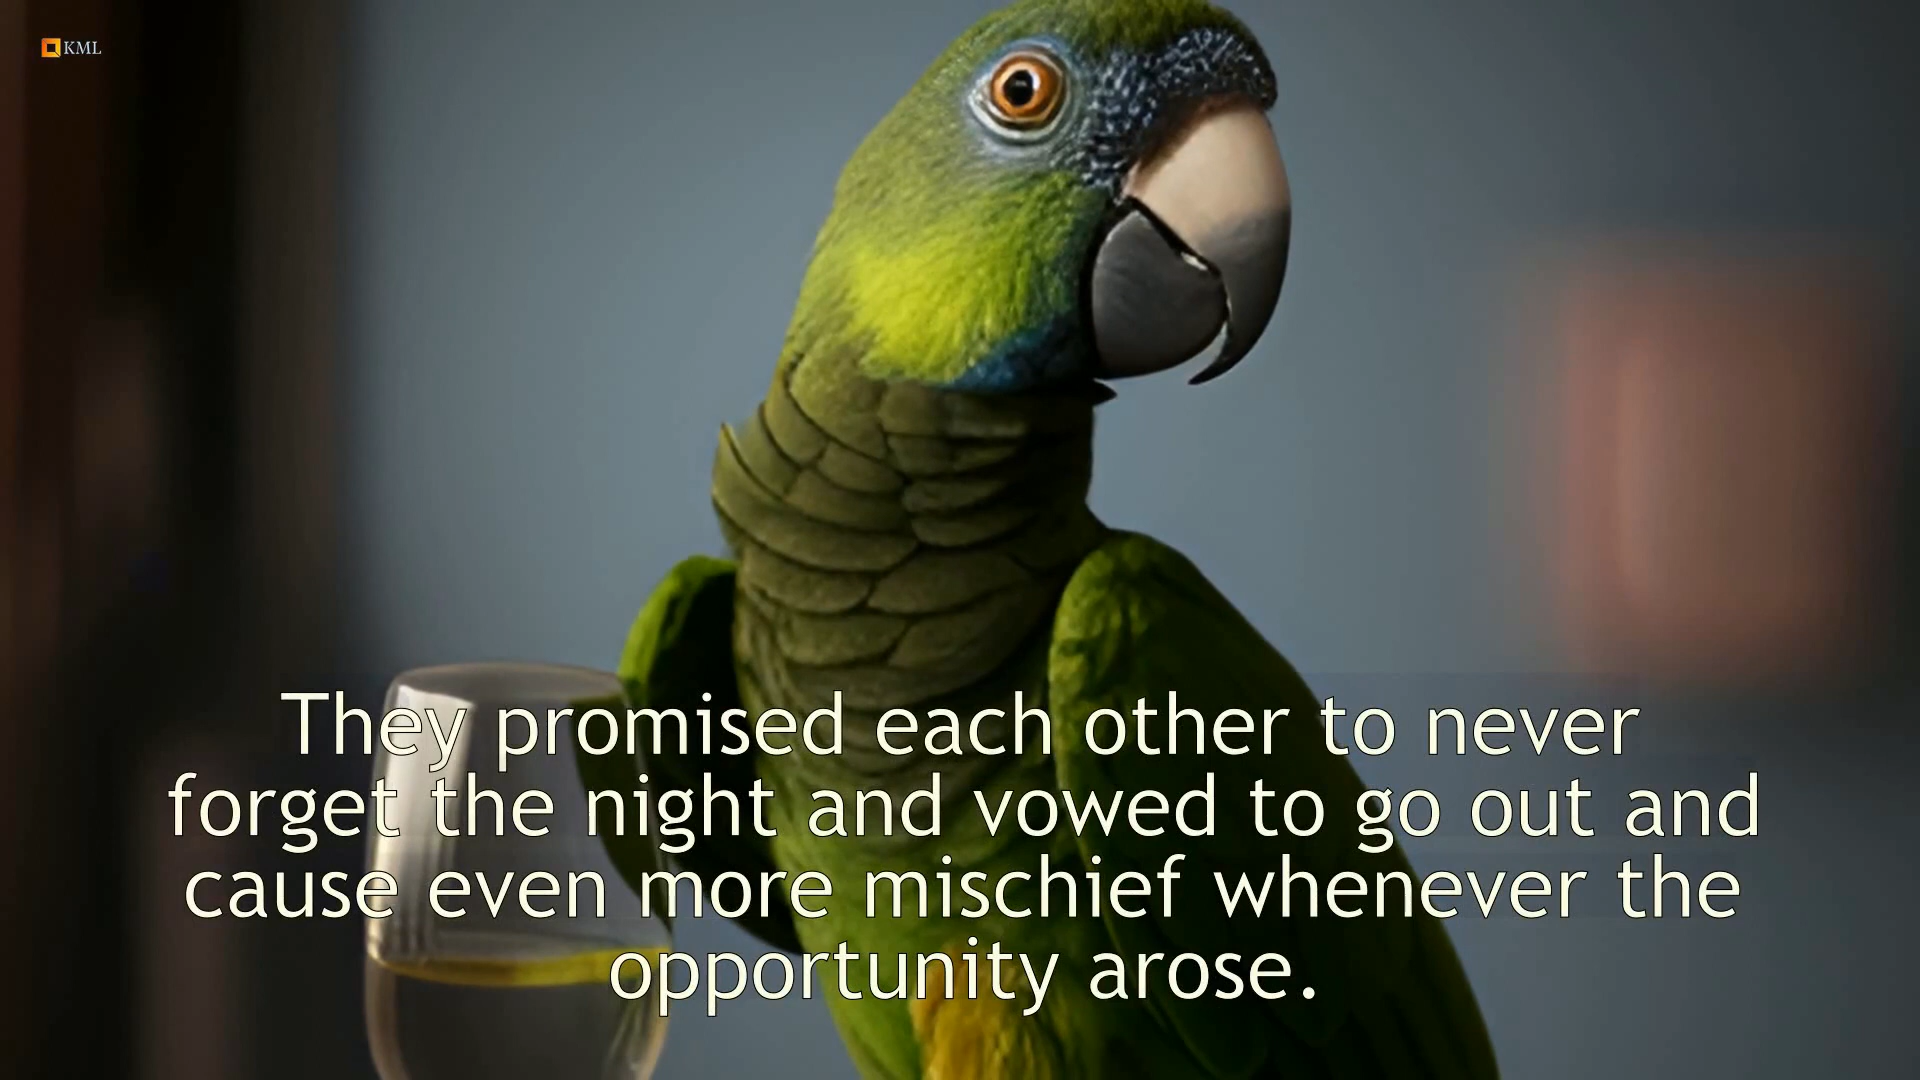 KML
They promised each other to never
forget the night and vowed to go out and
cause even more mischief whenever the
opportunity arose.